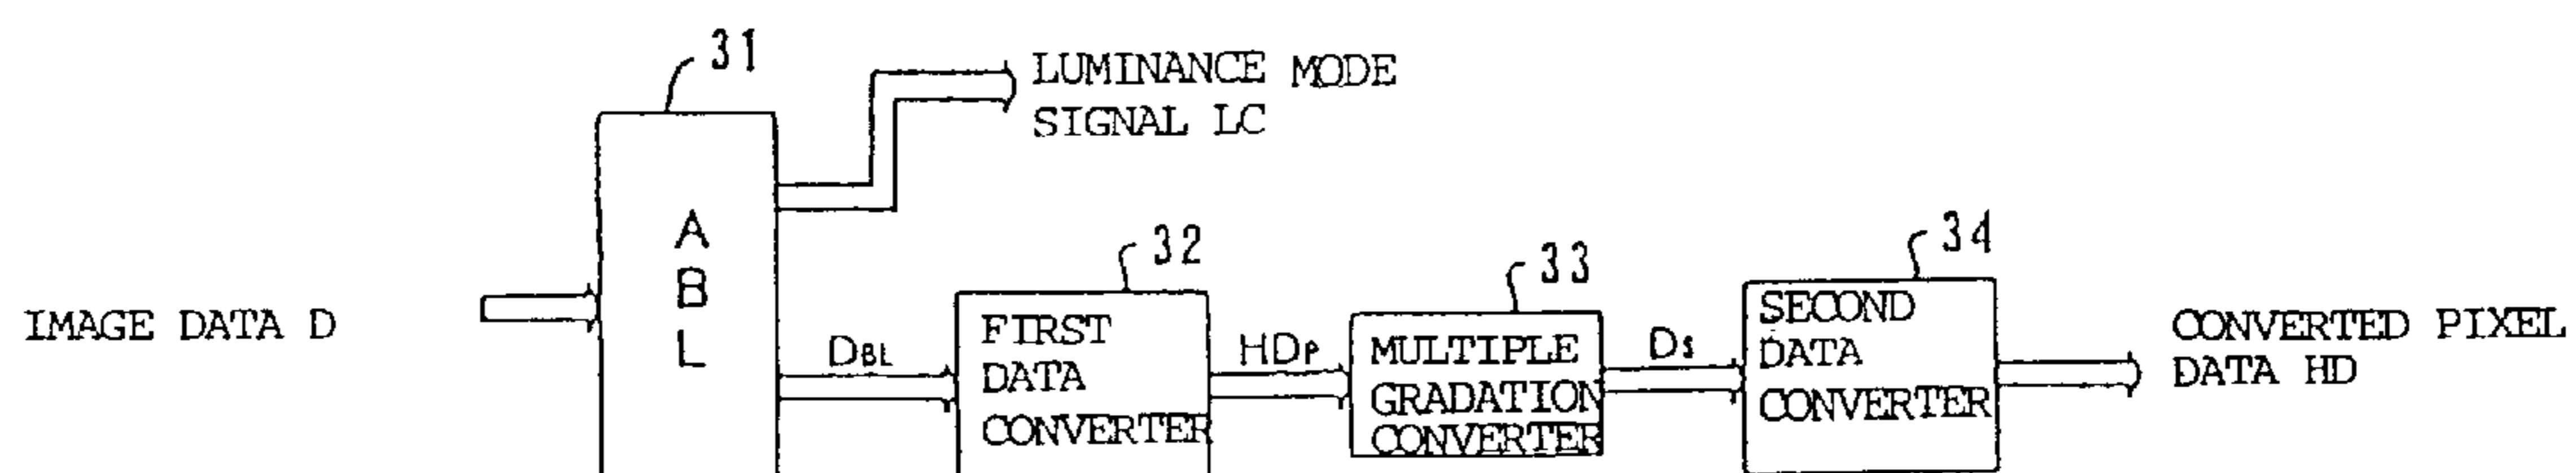 31
LUMINANCE MODE
SIGNAL LC
A
B
L
IMAGE DATA D
DBL
32
FIRST
DATA
CONVERTER
HDP
33
MULTIPLE
GRADATION
CONVERTER
DS
34
SECOND
DATA
CONVERTER
CONVERTED PIXEL
DATA HD